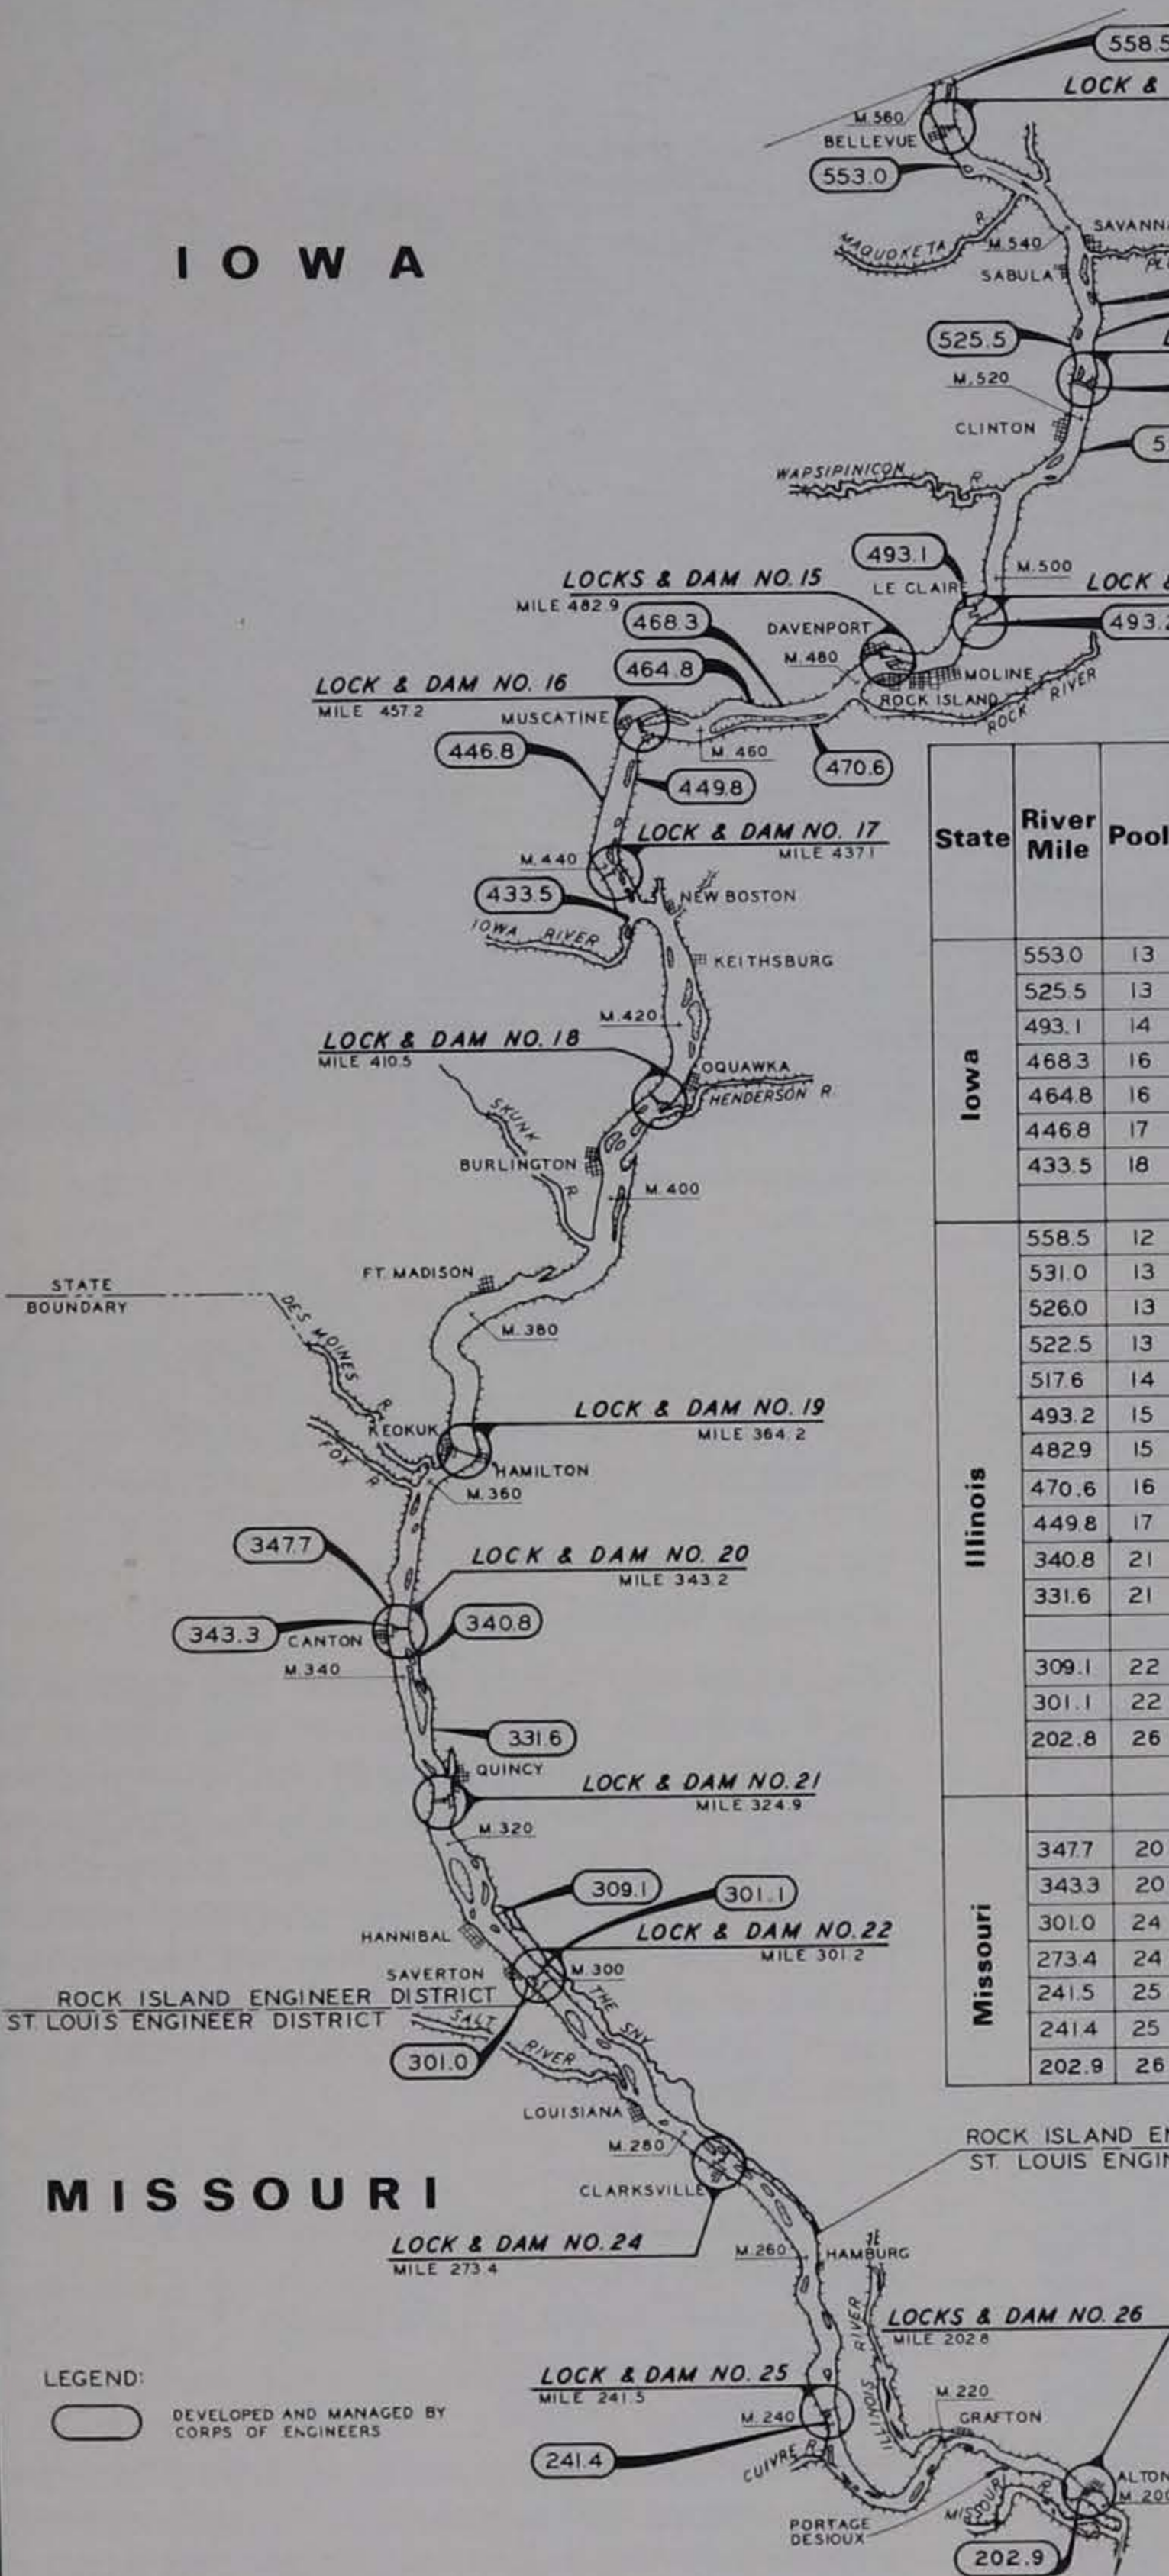 558.5
LOCK &
M. 560
BELLEVUE
553.0
IOWA
MAQUOKETA R.
M. 540
SAVANN
SABULA
525.5
M. 520
CLINTON
5
WAPSIPINICON R.
493.1
M. 500
LOCKS & DAM NO. 15
MILE 482.9
LE CLAIRE
LOCK &
468.3
DAVENPORT
493.2
464.8
M. 480
MOLINE
ROCK ISLAND
ROCK RIVER
LOCK & DAM NO. 16
MILE 457.2
MUSCATINE
446.8
M. 460
470.6
449.8
LOCK & DAM NO. 17
MILE 437.1
M. 440
433.5
NEW BOSTON
IOWA RIVER
KEITHSBURG
M. 420
LOCK & DAM NO. 18
MILE 410.5
OQUAWKA
HENDERSON R.
SKUNK R.
BURLINGTON
M. 400
FT. MADISON
STATE
BOUNDARY
DES MOINES R.
M. 380
LOCK & DAM NO. 19
MILE 364.2
KEOKUK
FOX R.
HAMILTON
M. 360
347.7
LOCK & DAM NO. 20
MILE 343.2
343.3
CANTON
340.8
M. 340
331.6
QUINCY
LOCK & DAM NO. 21
MILE 324.9
M. 320
309.1
301.1
HANNIBAL
LOCK & DAM NO. 22
MILE 301.2
SAVERTON
M. 300
ROCK ISLAND ENGINEER DISTRICT
ST. LOUIS ENGINEER DISTRICT
THE SNY
SALT RIVER
301.0
LOUISIANA
M. 280
CLARKSVILLE
MISSOURI
LOCK & DAM NO. 24
MILE 273.4
M. 260
HAMBURG
ROCK ISLAND E
ST. LOUIS ENGI
ILLINOIS RIVER
LOCKS & DAM NO. 26
MILE 202.8
LOCK & DAM NO. 25
MILE 241.5
M. 240
M. 220
GRAFTON
241.4
CUIVRE R.
ALTON
M. 200
MISSOURI R.
PORTAGE
DESIOUX
202.9
LEGEND:
DEVELOPED AND MANAGED BY
CORPS OF ENGINEERS
State River Mile Pool
Iowa
553.0 13
525.5 13
493.1 14
468.3 16
464.8 16
446.8 17
433.5 18
Illinois
558.5 12
531.0 13
526.0 13
522.5 13
517.6 14
493.2 15
482.9 15
470.6 16
449.8 17
340.8 21
331.6 21
309.1 22
301.1 22
202.8 26
Missouri
347.7 20
343.3 20
301.0 24
273.4 24
241.5 25
241.4 25
202.9 26